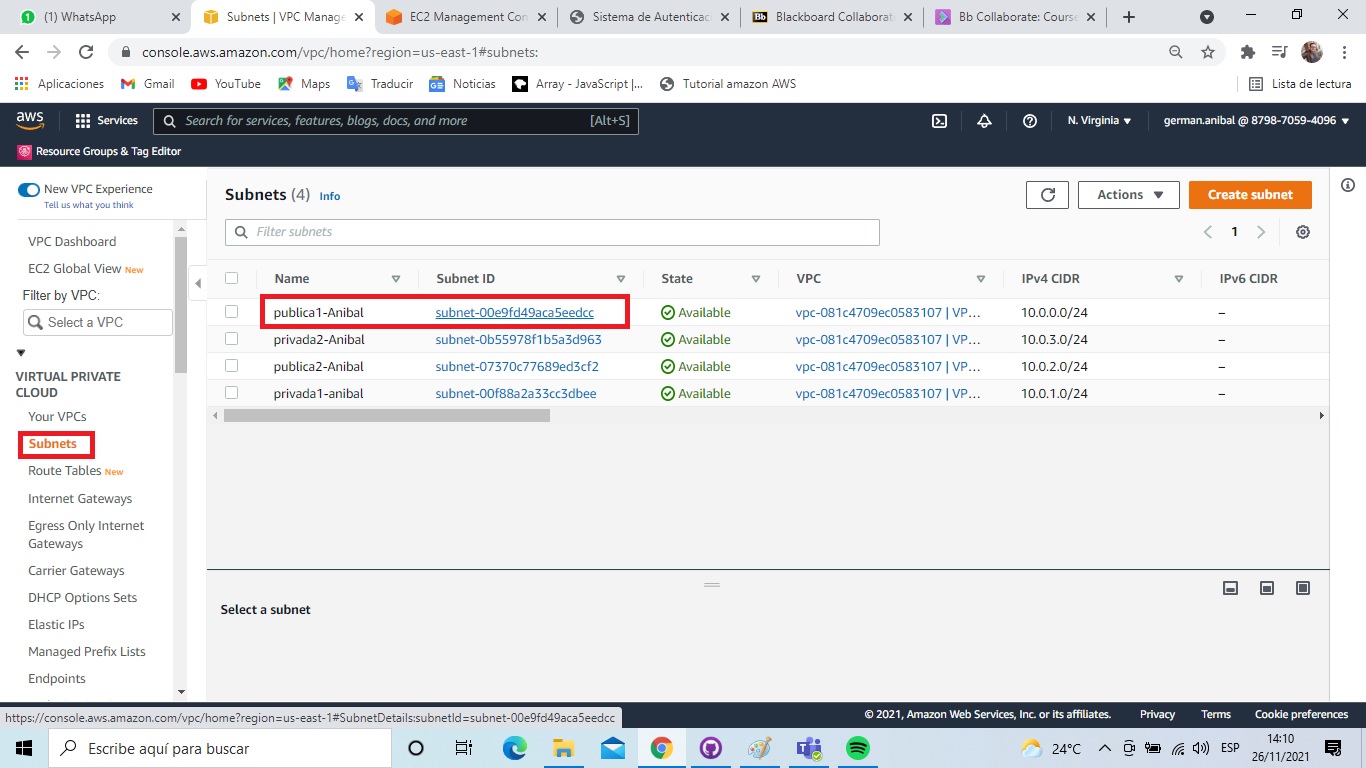 (1) WhatsApp
Subnets | VPC Manage
EC2 Management Con
Sistema de Autenticac
Blackboard Collaborat
Bb Collaborate: Course
console.aws.amazon.com/vpc/home?region=us-east-1#subnets:
Aplicaciones
Gmail
YouTube
Maps
Traducir
Noticias
Array - JavaScript |...
Tutorial amazon AWS
Lista de lectura
aws
Services
Search for services, features, blogs, docs, and more
[Alt+S]
N. Virginia
german.anibal @ 8798-7059-4096
Resource Groups & Tag Editor
New VPC Experience
Tell us what you think
VPC Dashboard
EC2 Global View New
Filter by VPC:
Select a VPC
VIRTUAL PRIVATE
CLOUD
Your VPCs
Subnets
Route Tables New
Internet Gateways
Egress Only Internet
Gateways
Carrier Gateways
DHCP Options Sets
Elastic IPs
Managed Prefix Lists
Endpoints
Subnets (4) Info
Actions
Create subnet
Filter subnets
1
Name Subnet ID State VPC IPv4 CIDR IPv6 CIDR
publica1-Anibal subnet-00e9fd49aca5eedcc Available vpc-081c4709ec0583107 | VP... 10.0.0.0/24 –
privada2-Anibal subnet-0b55978f1b5a3d963 Available vpc-081c4709ec0583107 | VP... 10.0.3.0/24 –
publica2-Anibal subnet-07370c77689ed3cf2 Available vpc-081c4709ec0583107 | VP... 10.0.2.0/24 –
privada1-anibal subnet-00f88a2a33cc3dbee Available vpc-081c4709ec0583107 | VP... 10.0.1.0/24 –
Select a subnet
https://console.aws.amazon.com/vpc/home?region=us-east-1#SubnetDetails:subnetId=subnet-00e9fd49aca5eedcc
© 2021, Amazon Web Services, Inc. or its affiliates.
Privacy
Terms
Cookie preferences
Escribe aquí para buscar
24°C
ESP
14:10
26/11/2021